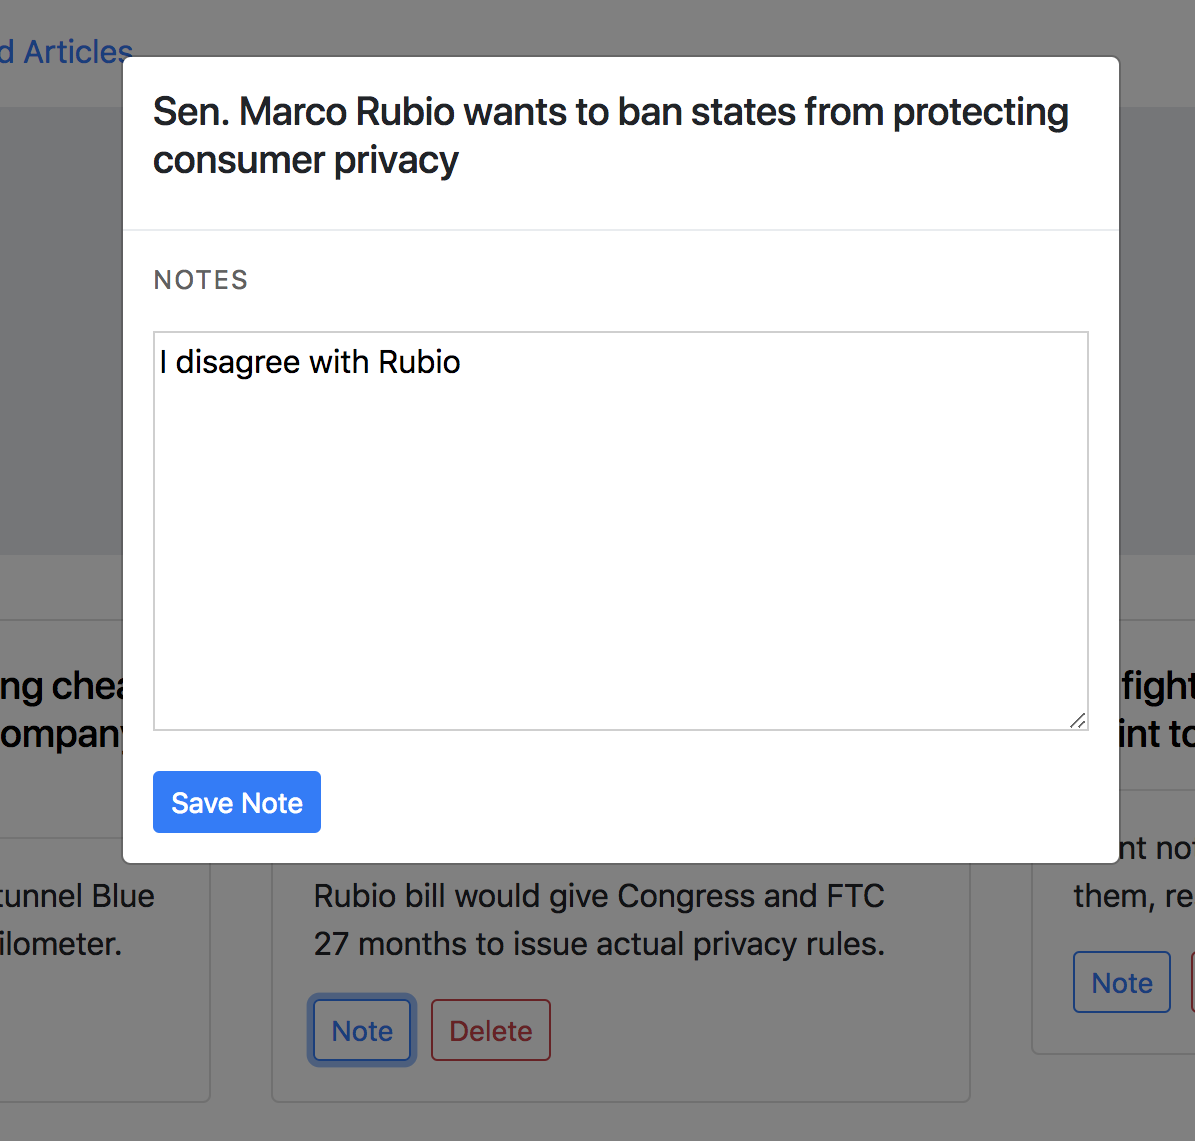 d Articles
Sen. Marco Rubio wants to ban states from protecting
consumer privacy
NOTES
I disagree with Rubio
Save Note
ng chea
ompany
tunnel Blue
ilometer.
Rubio bill would give Congress and FTC
27 months to issue actual privacy rules.
Note
Delete
fight
int to
nt not
them, re
Note